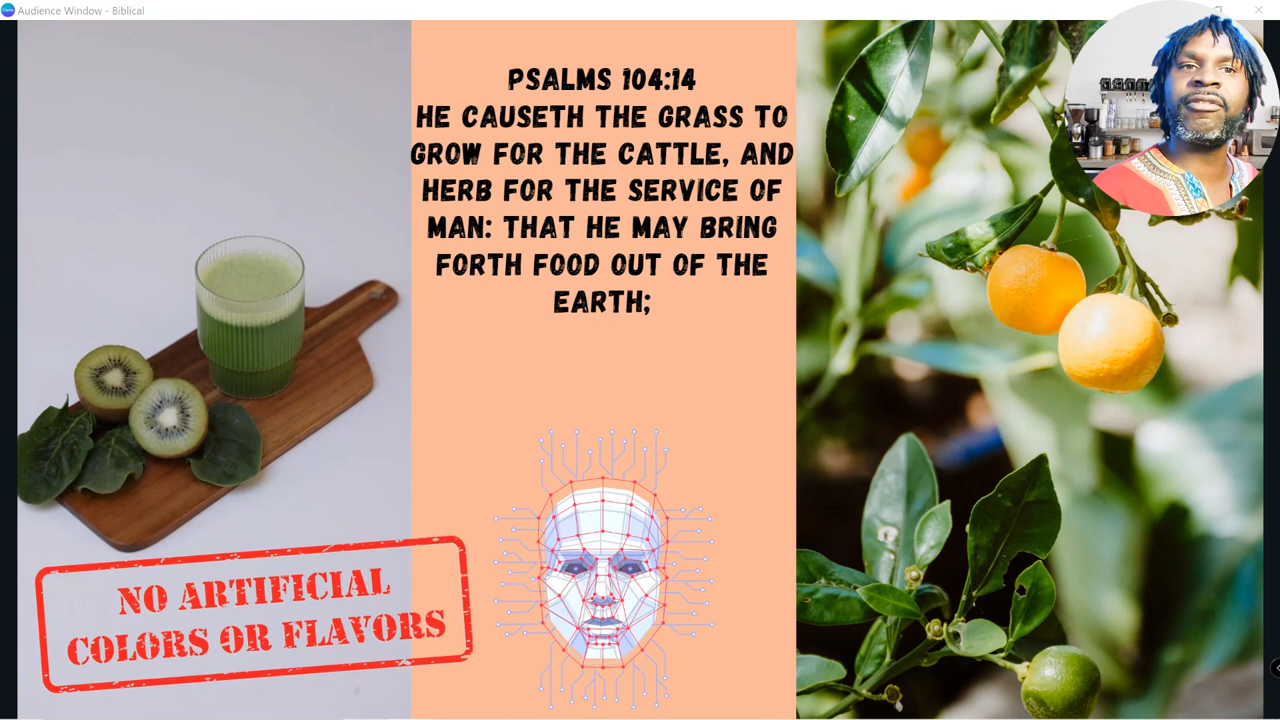 Audience Window - Biblical
PSALMS 104:14
HE CAUSETH THE GRASS TO
GROW FOR THE CATTLE, AND
HERB FOR THE SERVICE OF
MAN: THAT HE MAY BRING
FORTH FOOD OUT OF THE
EARTH;
NO ARTIFICIAL
COLORS OR FLAVORS